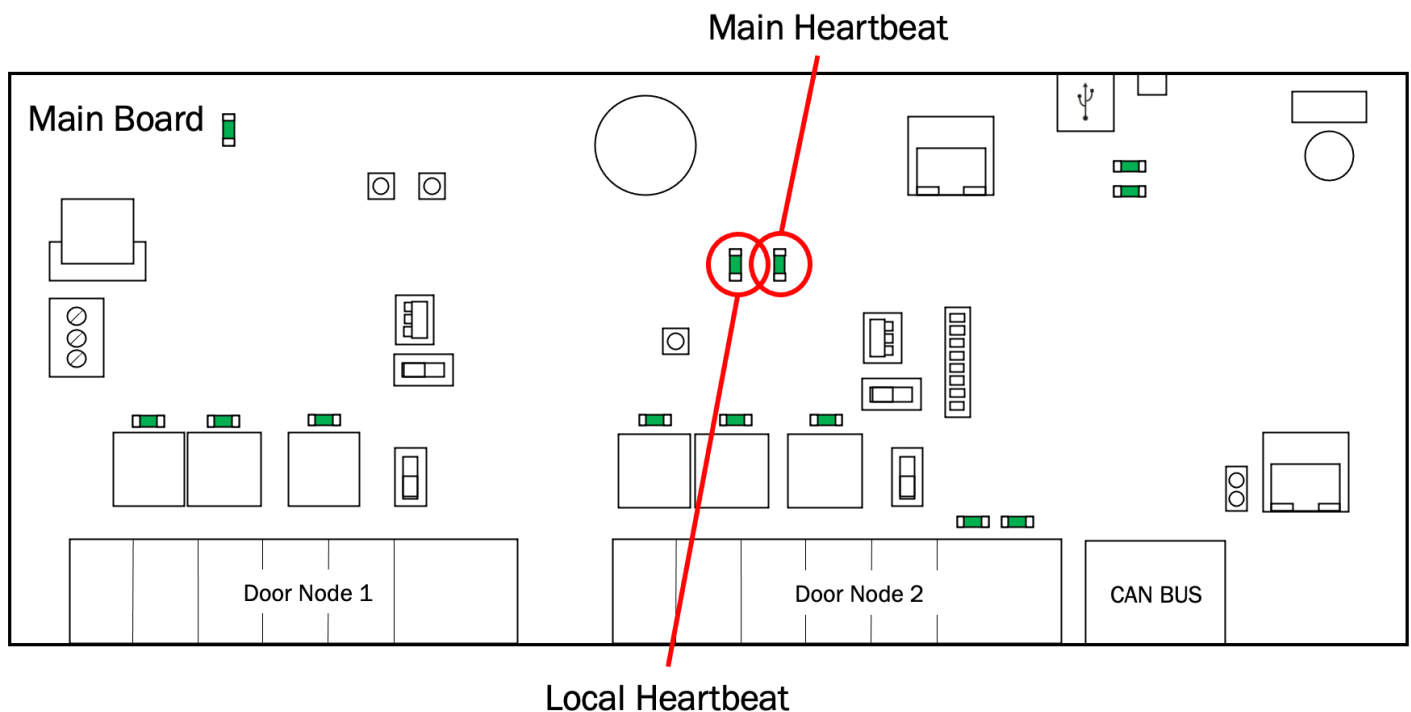 Main Heartbeat
Main Board
Door Node 1
Door Node 2
CAN BUS
Local Heartbeat